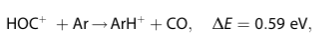 HOC⁺ + Ar → ArH⁺ + CO, ΔE = 0.59 eV,